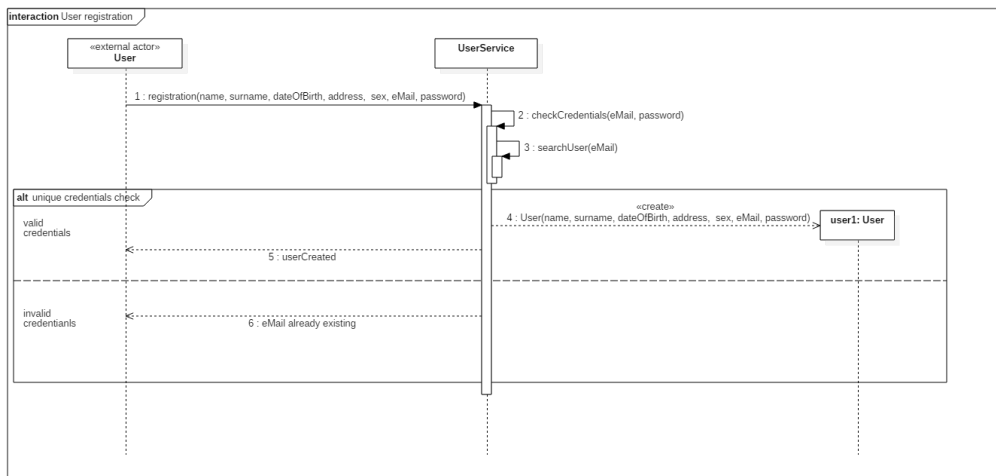 interaction User registration
«external actor»
User
UserService
1 : registration(name, surname, dateOfBirth, address, sex, eMail, password)
2 : checkCredentials(eMail, password)
3 : searchUser(eMail)
alt unique credentials check
«create»
4 : User(name, surname, dateOfBirth, address, sex, eMail, password)
user1: User
valid
credentials
5 : userCreated
invalid
credentianls
6 : eMail already existing